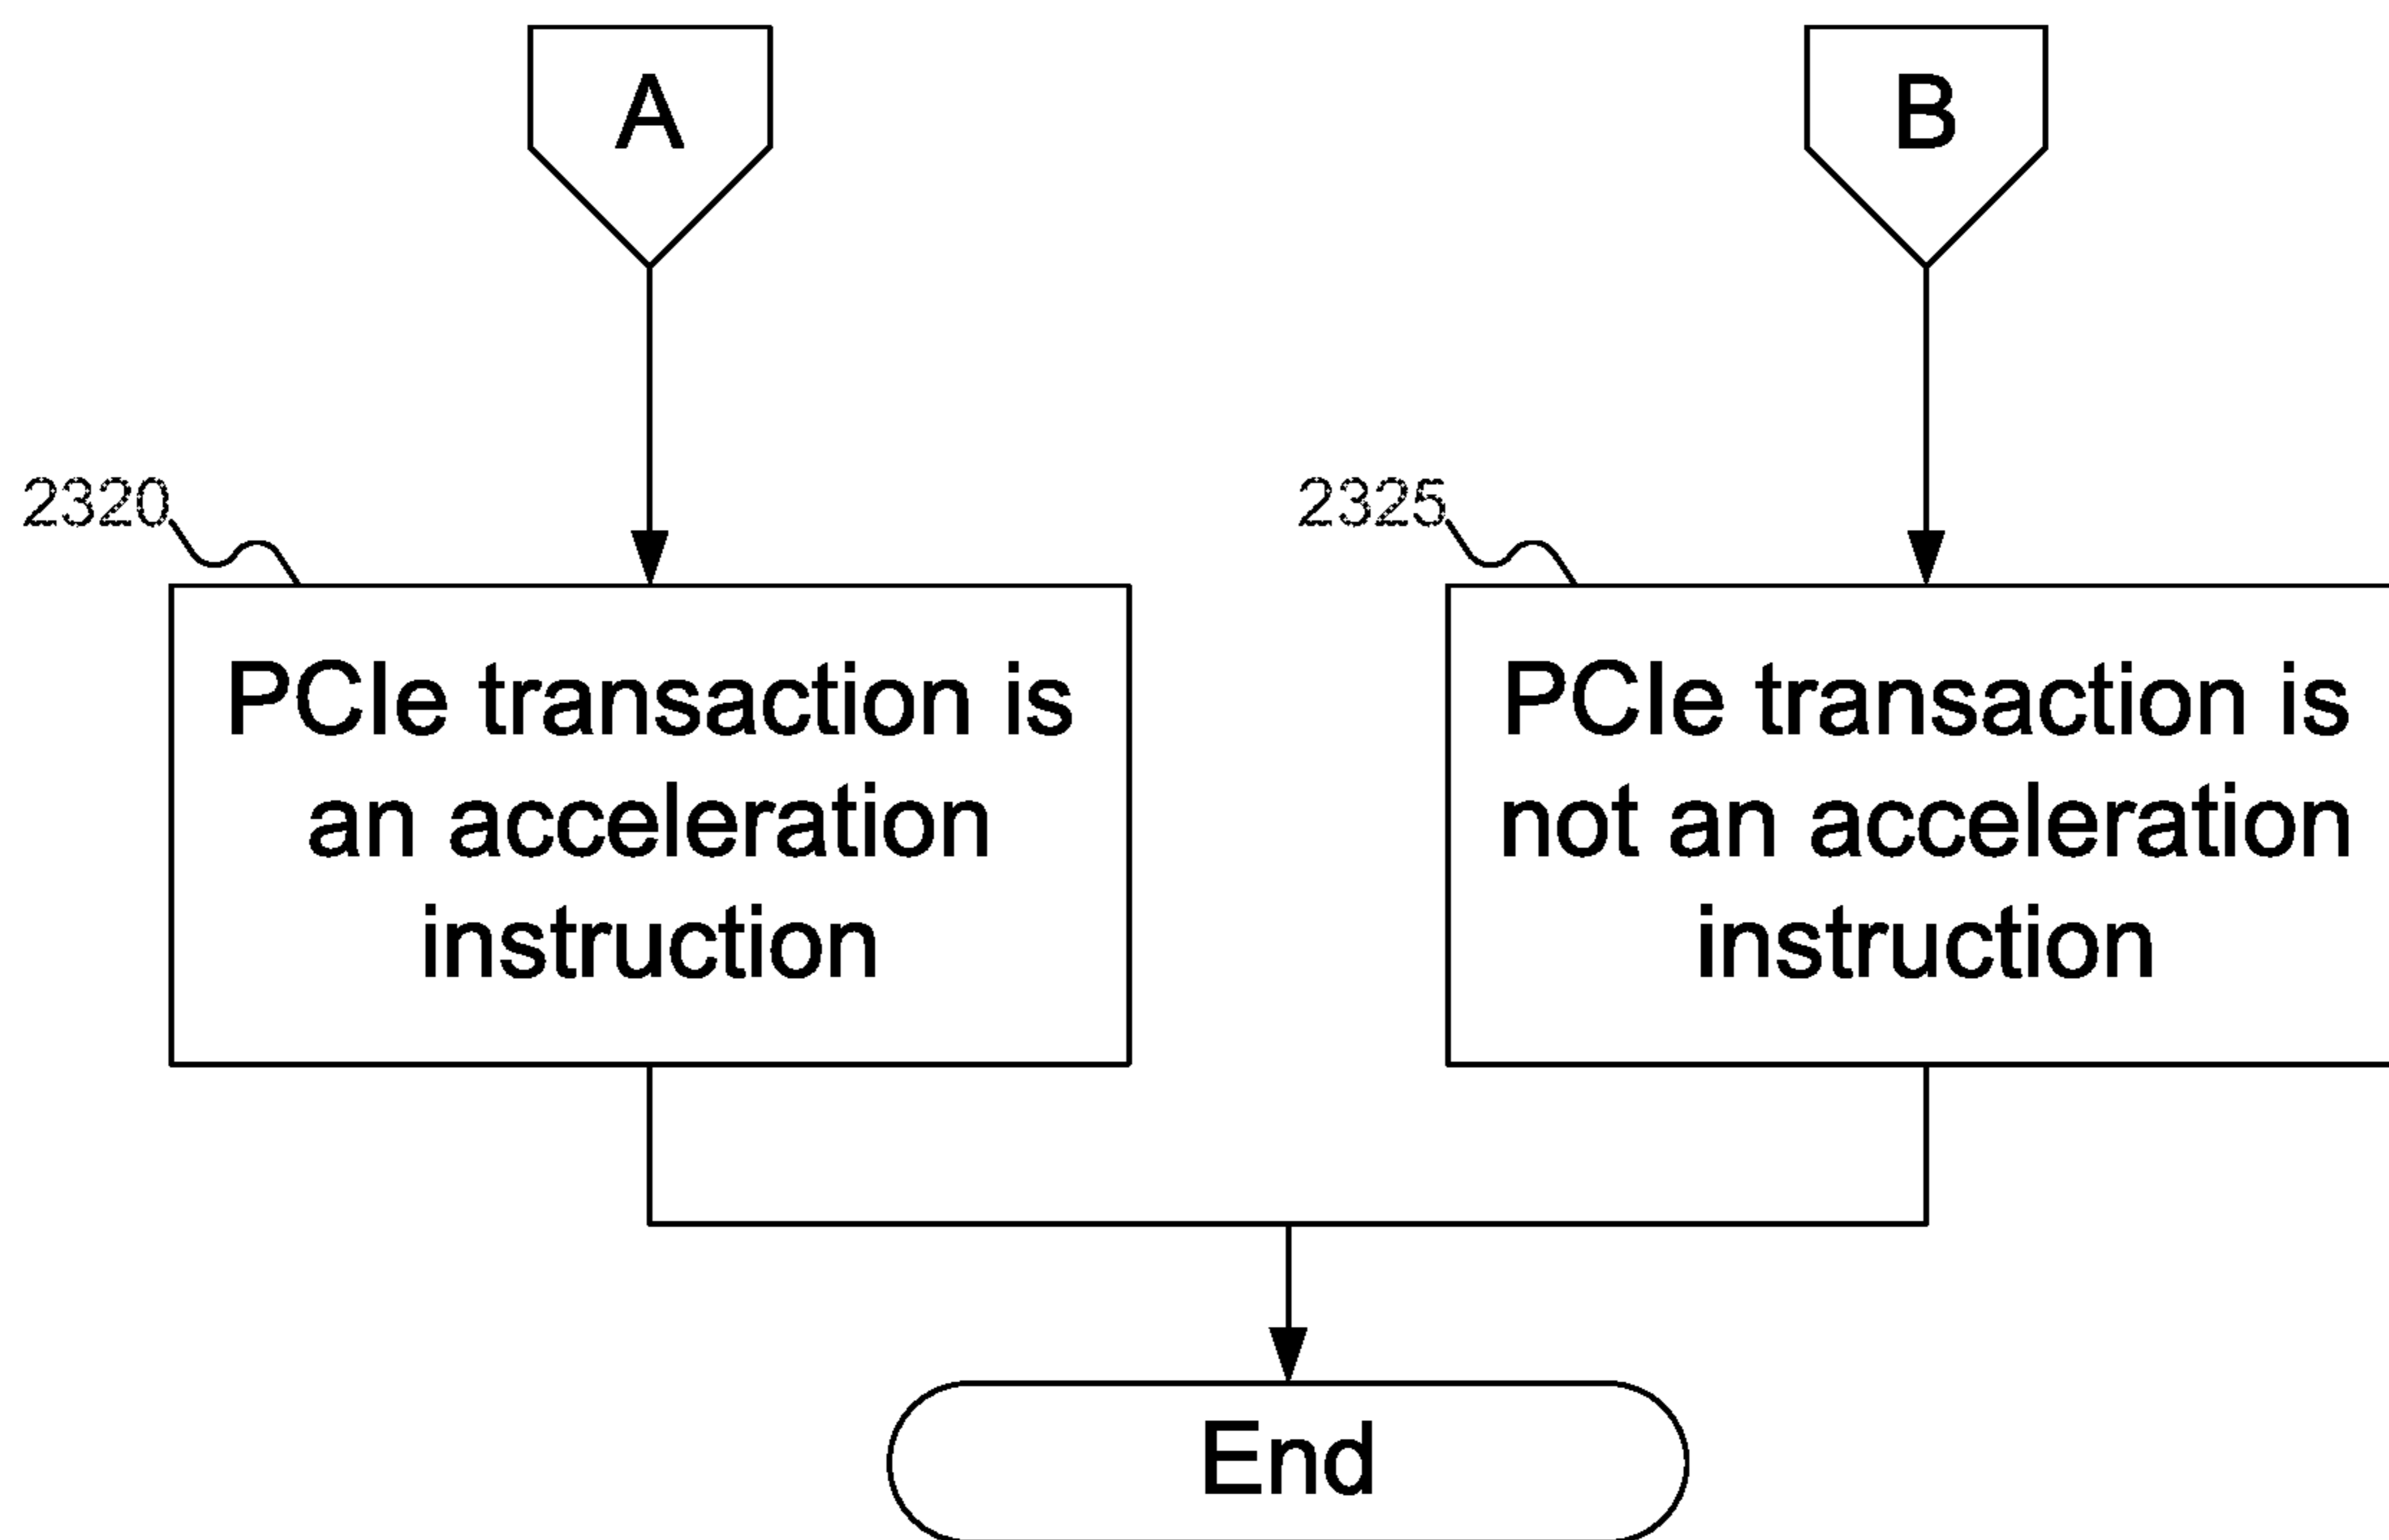 A
B
2320
2325
PCIe transaction is
an acceleration
instruction
PCIe transaction is
not an acceleration
instruction
End